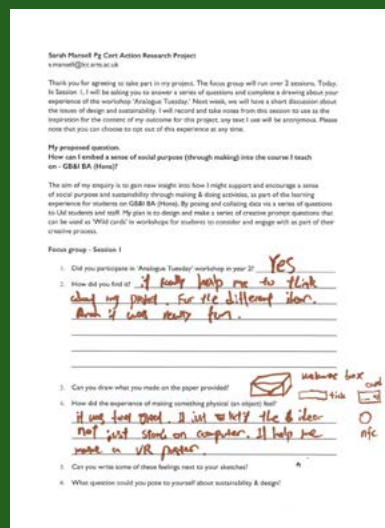 Sarah Mansell Pg Cert Action Research Project
s.mansell@lcc.arts.ac.uk
Thank you for agreeing to take part in my project. The focus group will run over 2 sessions. Today,
In Session 1, I will be asking you to answer a series of questions and complete a drawing about your
experience of the workshop 'Analogue Tuesday.' Next week, we will have a short discussion about
the issues of design and sustainability. I will record and take notes from this session to use as the
inspiration for the content of my outcome for this project, any text I use will be anonymous. Please
note that you can choose to opt out of this experience at any time.
My proposed question.
How can I embed a sense of social purpose (through making) into the course I teach
on - GB&I BA (Hons)?
The aim of my enquiry is to gain new insight into how I might support and encourage a sense
of social purpose and sustainability through making & doing activities, as part of the learning
experience for students on GB&I BA (Hons). By posing and collating data via a series of questions
to UaI students and staff. My plan is to design and make a series of creative prompt questions that
can be used as 'Wild cards' in workshops for students to consider and engage with as part of their
creative process.
Focus group - Session 1
1. Did you participate in 'Analogue Tuesday' workshop in year 2? Yes
2. How did you find it? it really help me to think
about my project. For the different idea.
And it was really fun.
3. Can you draw what you made on the paper provided?
box
card
4. How did the experience of making something physical (an object) feel?
nfc
it was good. It just the idea
not just on computer. It help me
make a VR poster.
5. Can you write some of these feelings next to your sketches?
6. What question could you pose to yourself about sustainability & design?